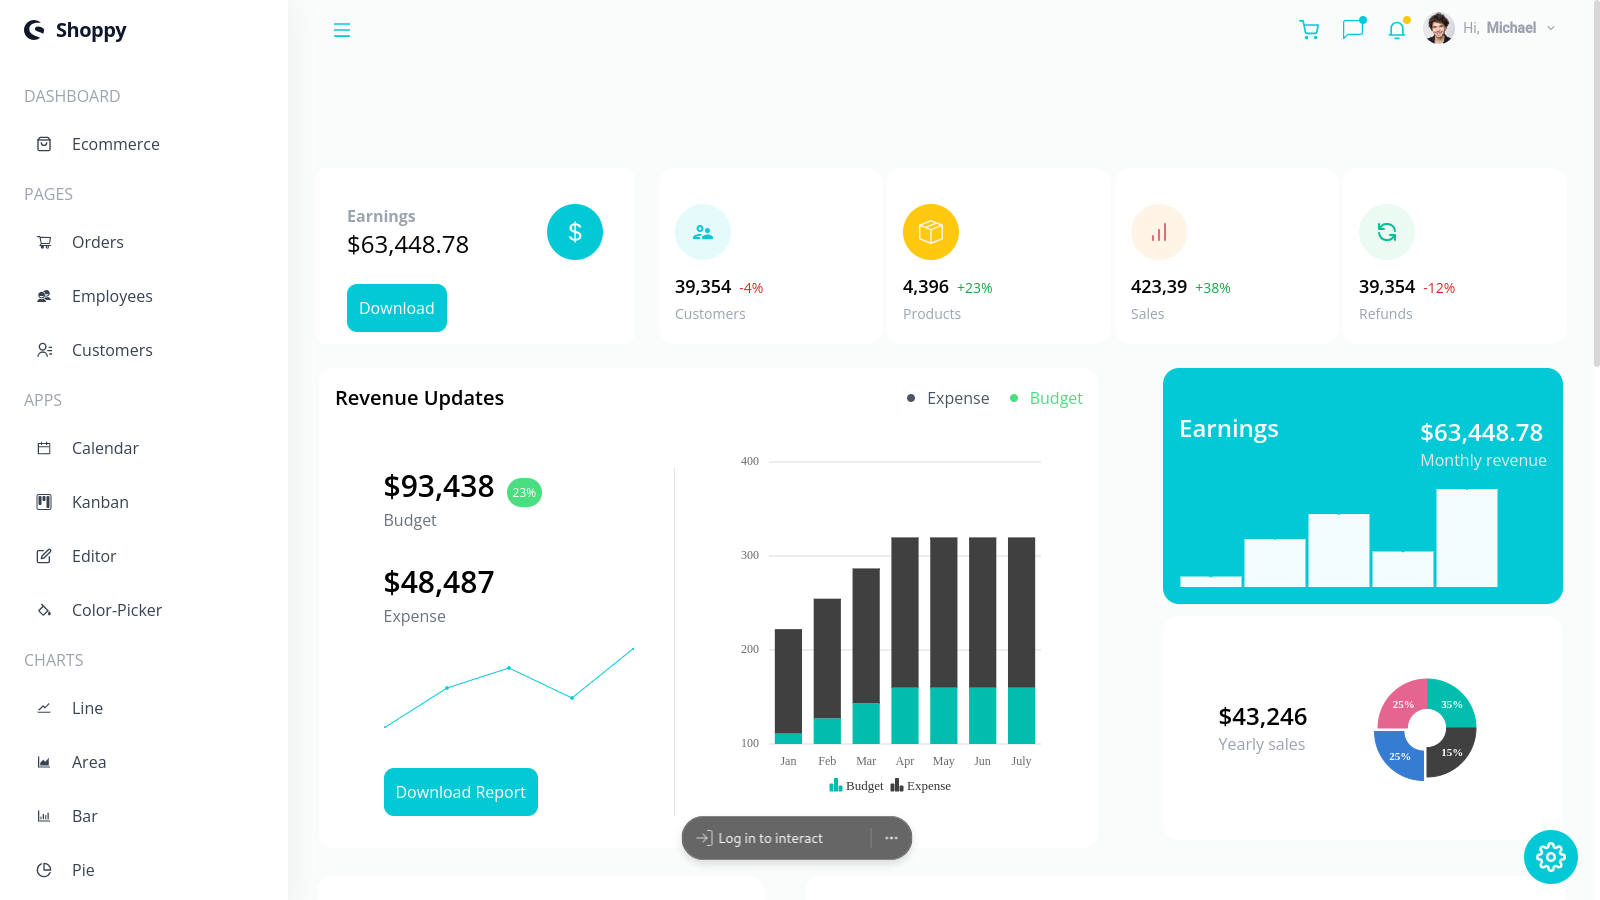 Shoppy
Hi, Michael
DASHBOARD
Ecommerce
PAGES
Orders
Employees
Customers
APPS
Calendar
Kanban
Editor
Color-Picker
CHARTS
Line
Area
Bar
Pie
Earnings
$63,448.78
$
Download
39,354 -4%
Customers
4,396 +23%
Products
423,39 +38%
Sales
39,354 -12%
Refunds
Revenue Updates
Expense Budget
$93,438 23%
Budget
$48,487
Expense
Download Report
400
300
200
100
Jan Feb Mar Apr May Jun July
Budget Expense
Earnings
$63,448.78
Monthly revenue
$43,246
Yearly sales
25% 35%
25% 15%
Log in to interact